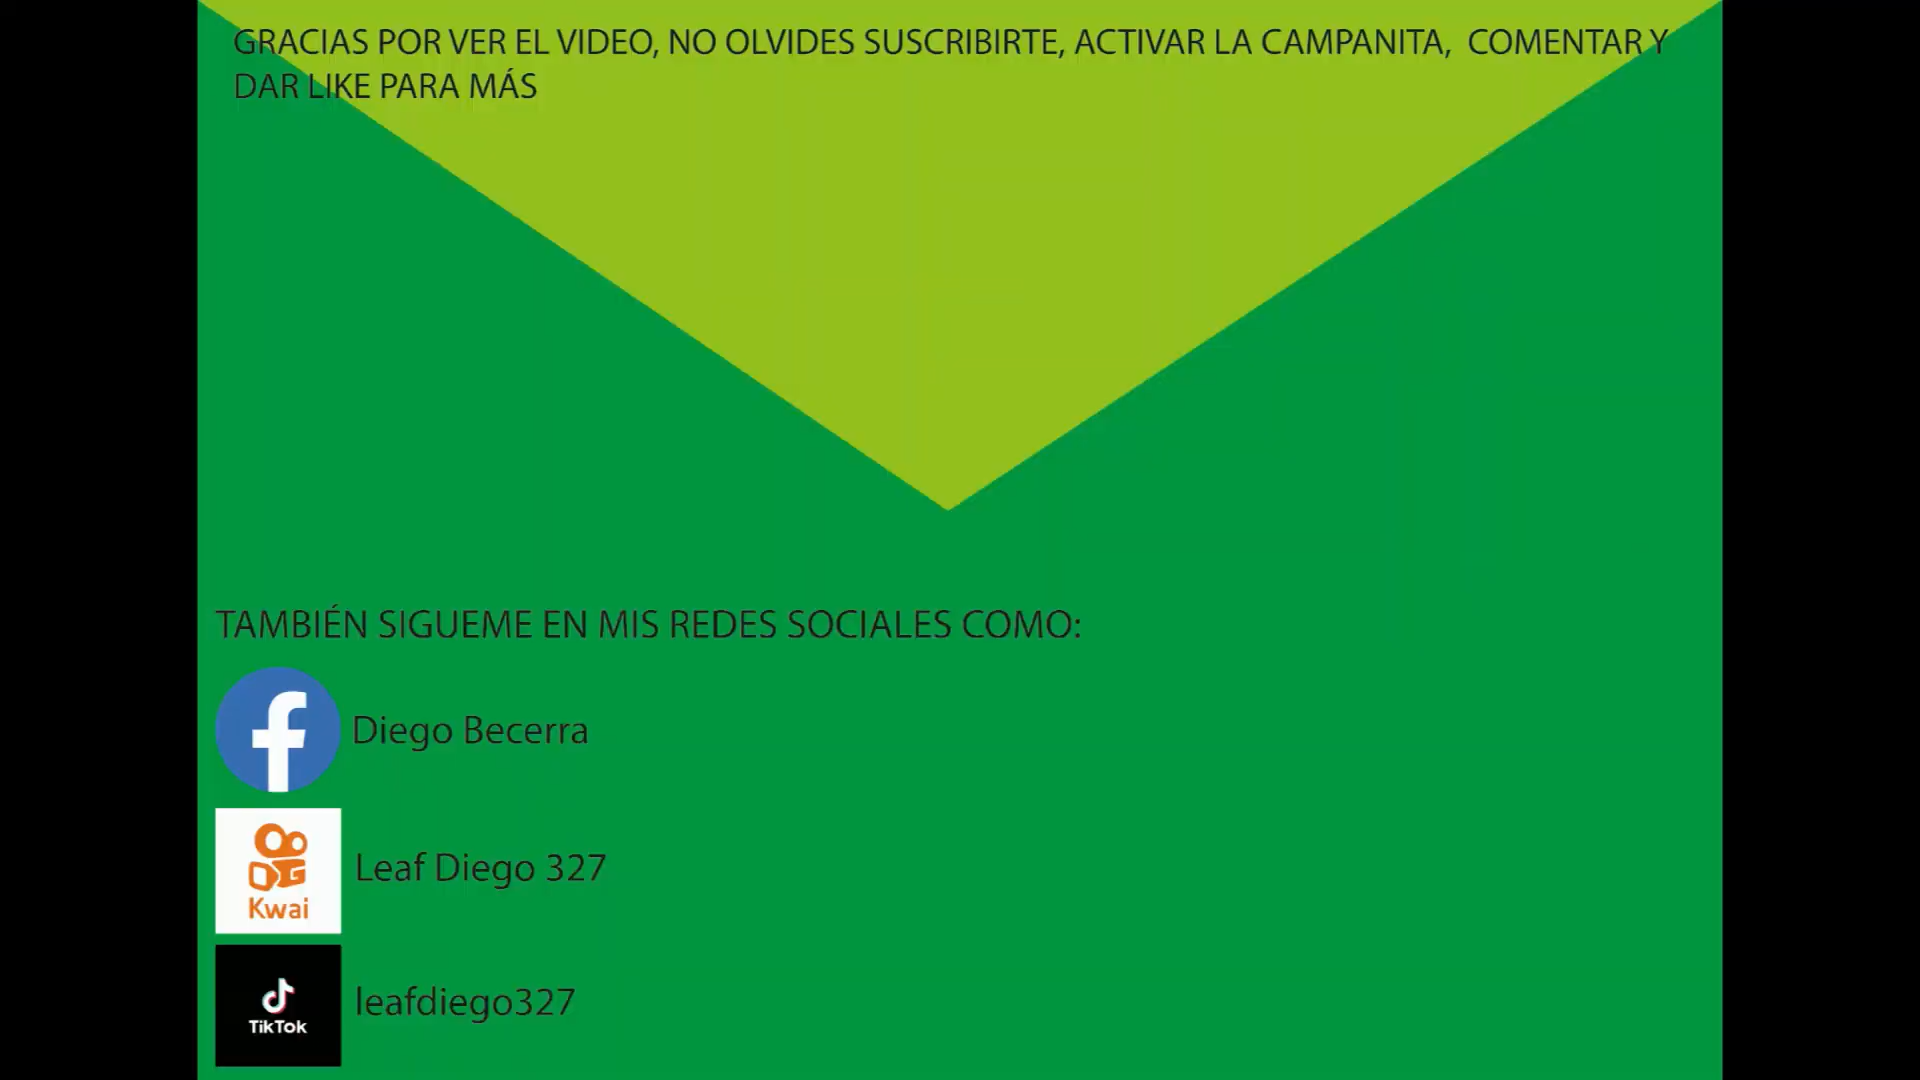 GRACIAS POR VER EL VIDEO, NO OLVIDES SUSCRIBIRTE, ACTIVAR LA CAMPANITA, COMENTAR Y
DAR LIKE PARA MÁS
TAMBIÉN SIGUEME EN MIS REDES SOCIALES COMO:
Diego Becerra
Kwai
Leaf Diego 327
TikTok
leafdiego327